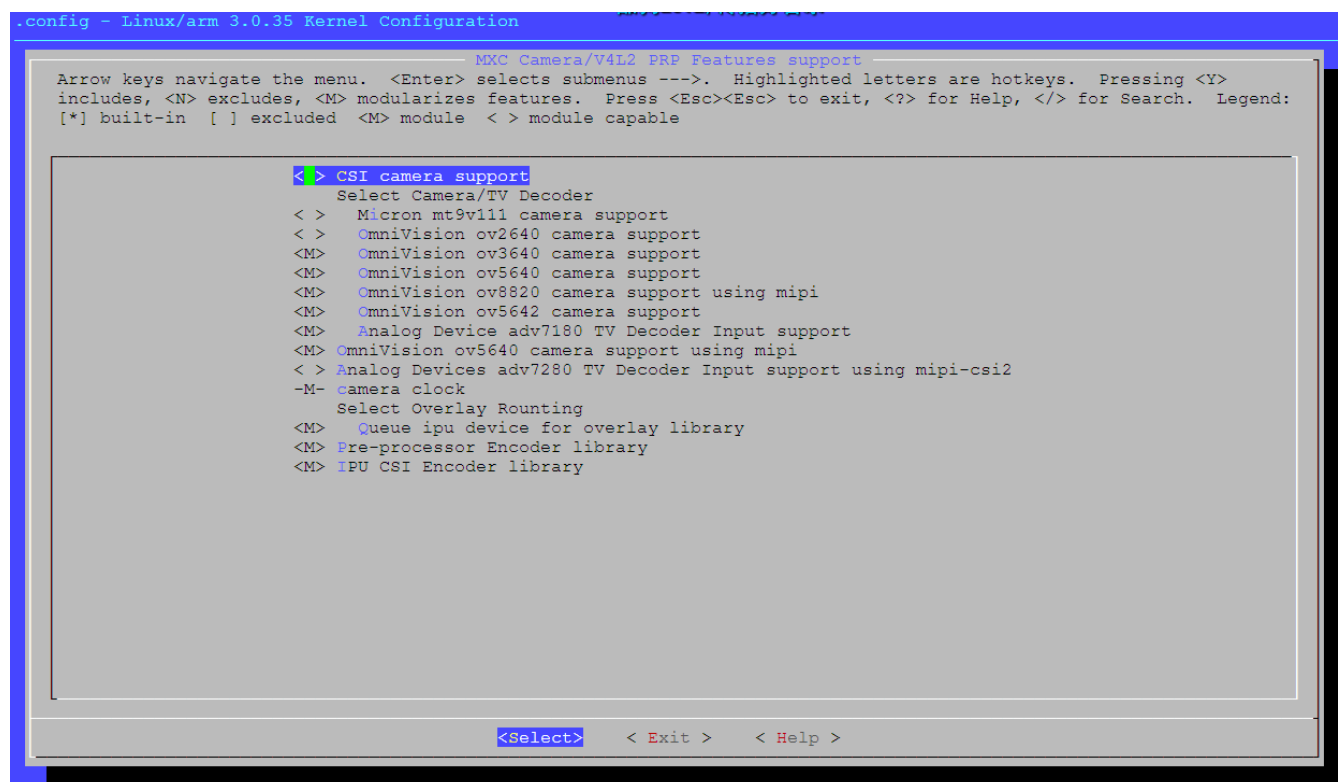 .config - Linux/arm 3.0.35 Kernel Configuration
MXC Camera/V4L2 PRP Features support
Arrow keys navigate the menu.  <Enter> selects submenus --->.  Highlighted letters are hotkeys.  Pressing <Y>
includes, <N> excludes, <M> modularizes features.  Press <Esc><Esc> to exit, <?> for Help, </> for Search.  Legend:
[*] built-in  [ ] excluded  <M> module  < > module capable
< > CSI camera support
Select Camera/TV Decoder
< >   Micron mt9v111 camera support
< >   OmniVision ov2640 camera support
<M>   OmniVision ov3640 camera support
<M>   OmniVision ov5640 camera support
<M>   OmniVision ov8820 camera support using mipi
<M>   OmniVision ov5642 camera support
<M>   Analog Device adv7180 TV Decoder Input support
<M> OmniVision ov5640 camera support using mipi
< > Analog Devices adv7280 TV Decoder Input support using mipi-csi2
-M- camera clock
Select Overlay Rounting
<M>   Queue ipu device for overlay library
<M> Pre-processor Encoder library
<M> IPU CSI Encoder library
<Select>    < Exit >    < Help >